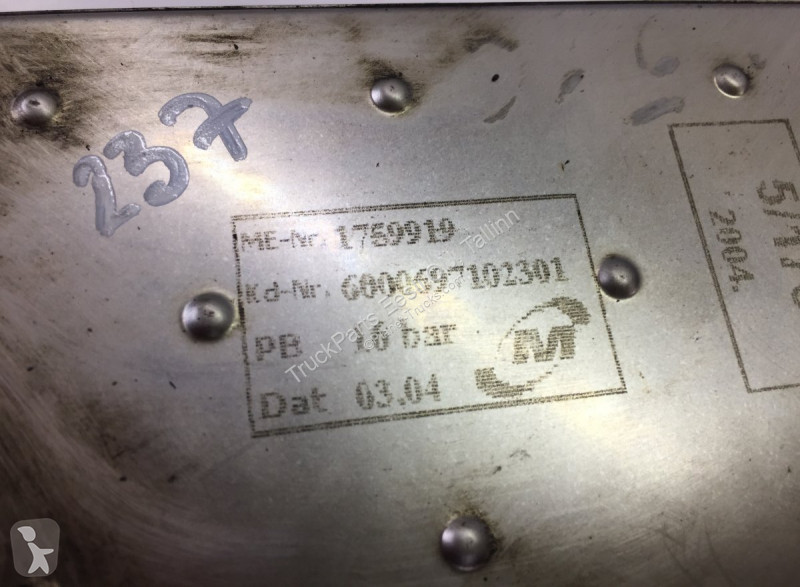 237
ME-Nr. 1759919
Kd-Nr. 6000697102301
PB 16 bar
Dat 03.04
M
2004.
TruckParts Eesti Tallinn